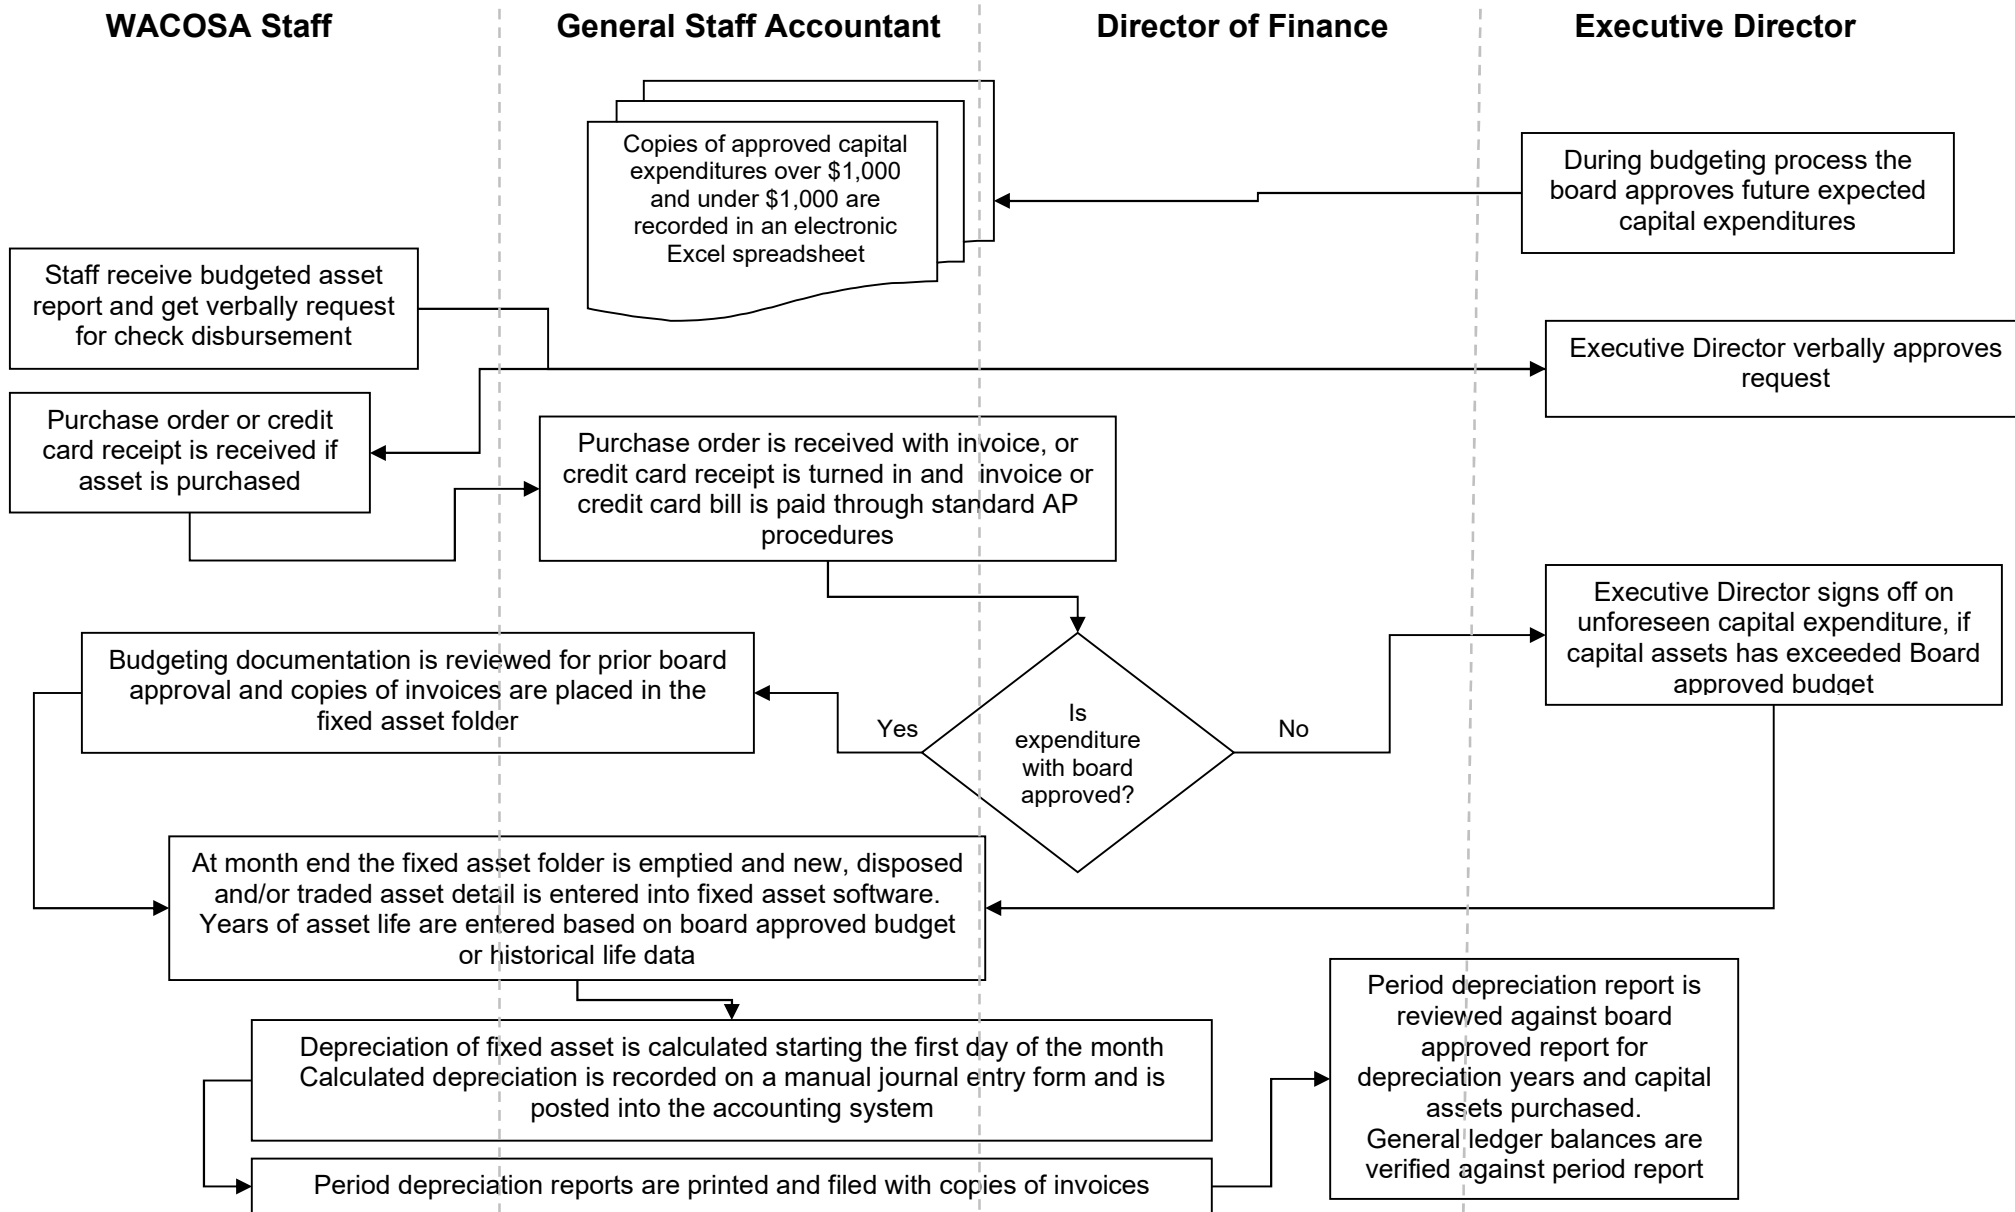 WACOSA Staff
General Staff Accountant
Director of Finance
Executive Director
Copies of approved capital
expenditures over $1,000
and under $1,000 are
recorded in an electronic
Excel spreadsheet
During budgeting process the
board approves future expected
capital expenditures
Staff receive budgeted asset
report and get verbally request
for check disbursement
Executive Director verbally approves
request
Purchase order or credit
card receipt is received if
asset is purchased
Purchase order is received with invoice, or
credit card receipt is turned in and  invoice or
credit card bill is paid through standard AP
procedures
Executive Director signs off on
unforeseen capital expenditure, if
capital assets has exceeded Board
approved budget
Budgeting documentation is reviewed for prior board
approval and copies of invoices are placed in the
fixed asset folder
Yes
Is
expenditure
with board
approved?
No
At month end the fixed asset folder is emptied and new, disposed
and/or traded asset detail is entered into fixed asset software.
Years of asset life are entered based on board approved budget
or historical life data
Depreciation of fixed asset is calculated starting the first day of the month
Calculated depreciation is recorded on a manual journal entry form and is
posted into the accounting system
Period depreciation report is
reviewed against board
approved report for
depreciation years and capital
assets purchased.
General ledger balances are
verified against period report
Period depreciation reports are printed and filed with copies of invoices